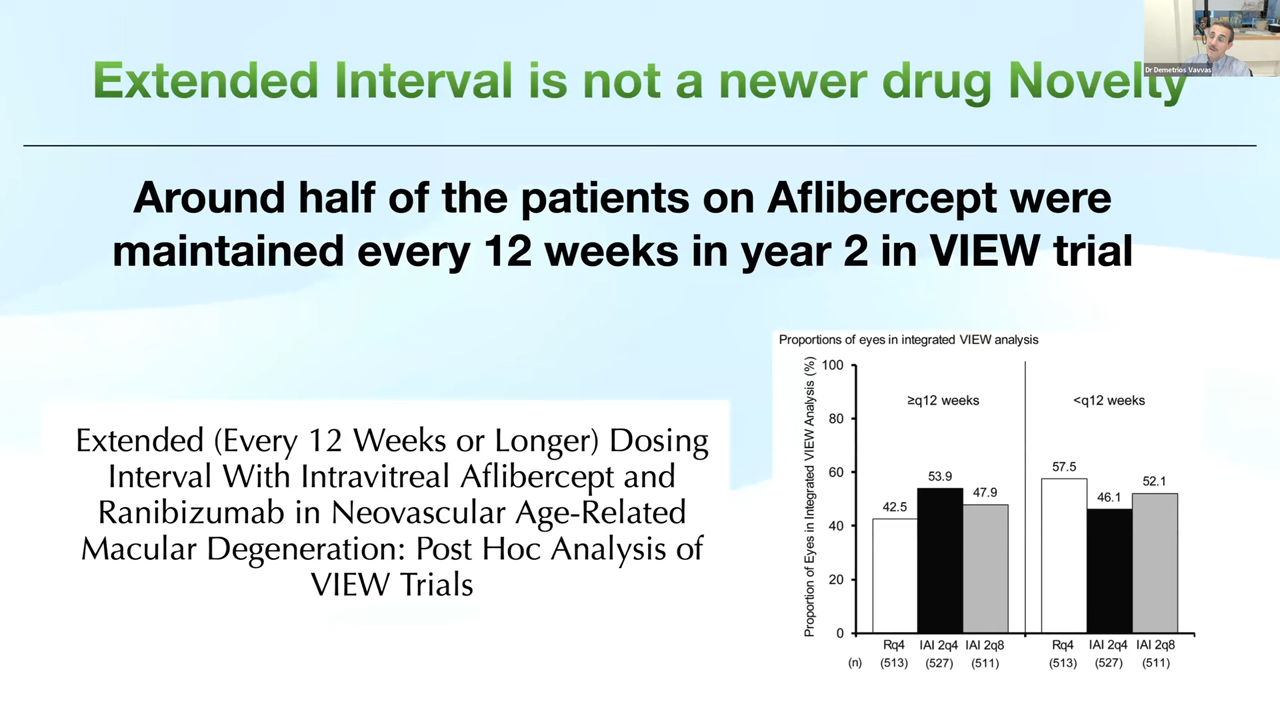 Extended Interval is not a newer drug Novelty
Dr Demetrios Vavvas
Around half of the patients on Aflibercept were
maintained every 12 weeks in year 2 in VIEW trial
Extended (Every 12 Weeks or Longer) Dosing
Interval With Intravitreal Aflibercept and
Ranibizumab in Neovascular Age-Related
Macular Degeneration: Post Hoc Analysis of
VIEW Trials
Proportions of eyes in integrated VIEW analysis
Proportion of Eyes in Integrated VIEW Analysis (%)
100
80
60
40
20
0
≥q12 weeks
<q12 weeks
42.5
53.9
47.9
57.5
46.1
52.1
Rq4 IAI 2q4 IAI 2q8 Rq4 IAI 2q4 IAI 2q8
(n) (513) (527) (511) (513) (527) (511)